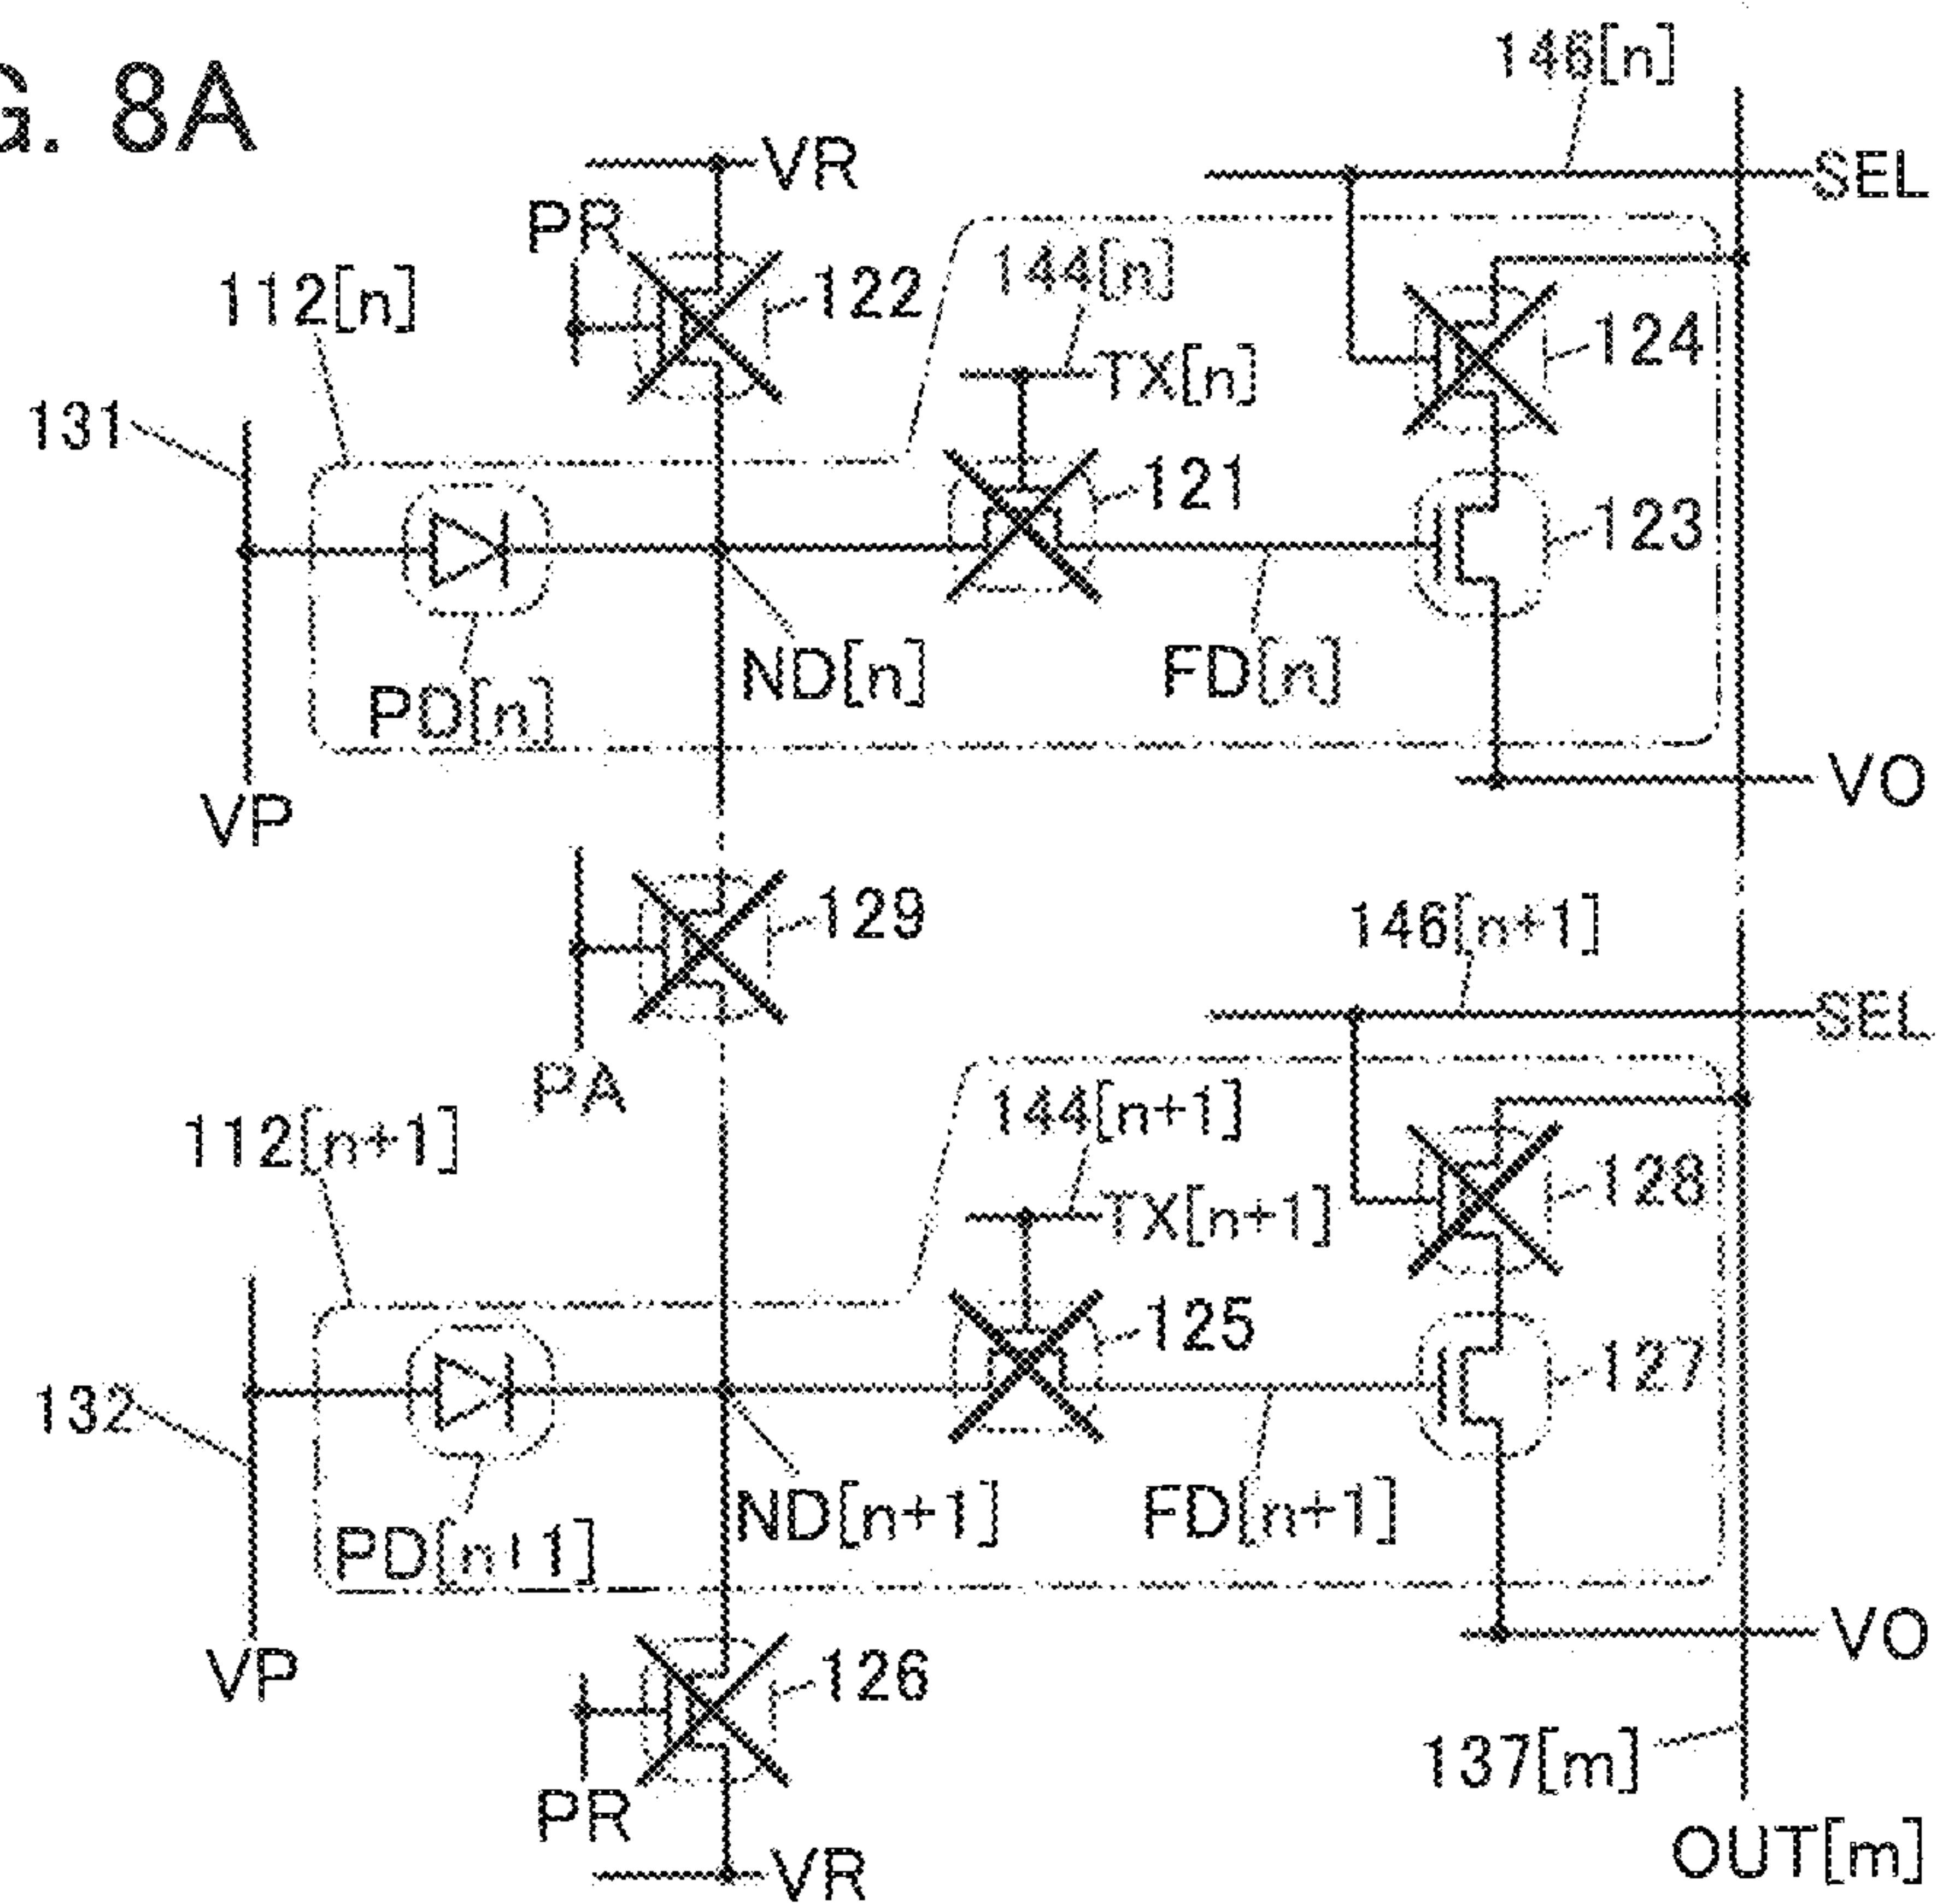 G. 8A
146[n]
VR
SEL
PR
144[n]
112[n]
122
124
TX[n]
131
121
123
ND[n]
FD[n]
PD[n]
VO
VP
129
146[n+1]
SEL
PA
144[n+1]
112[n+1]
128
TX[n+1]
125
127
132
ND[n+1]
FD[n+1]
PD[n+1]
VO
VP
126
137[m]
PR
OUT[m]
VR